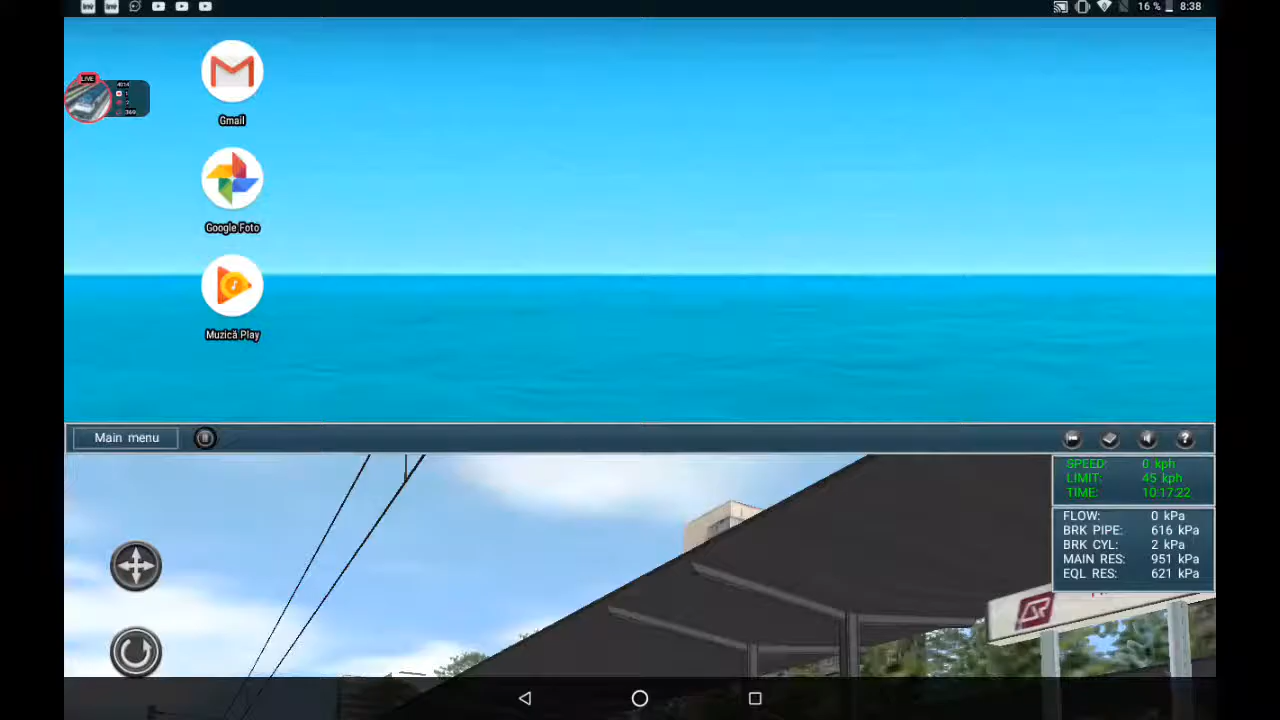 16 % 8:38
LIVE
Gmail
Google Foto
Muzică Play
Main menu
?
SPEED: 0 kph
LIMIT: 45 kph
TIME: 10:17:22
FLOW: 0 kPa
BRK PIPE: 616 kPa
BRK CYL: 2 kPa
MAIN RES: 951 kPa
EQL RES: 621 kPa